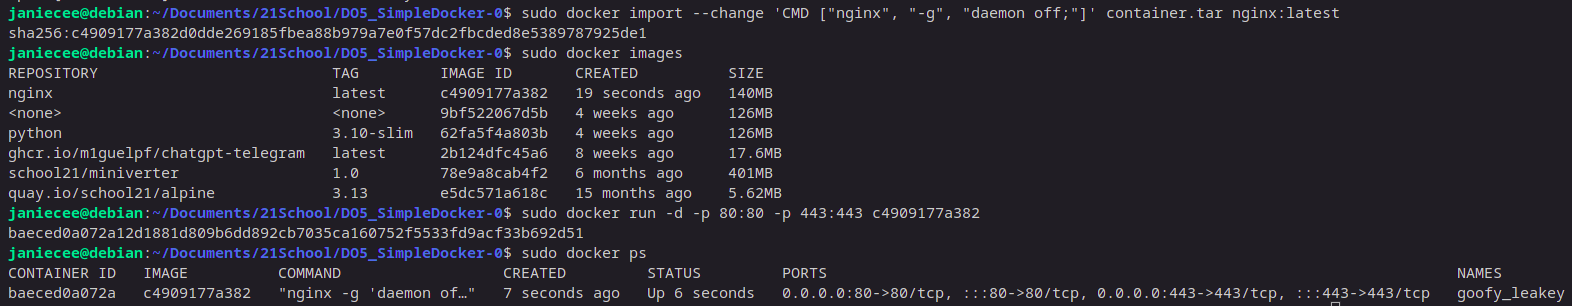 janiecee@debian:~/Documents/21School/DO5_SimpleDocker-0$ sudo docker import --change 'CMD ["nginx", "-g", "daemon off;"]' container.tar nginx:latest
sha256:c4909177a382d0dde269185fbea88b979a7e0f57dc2fbcded8e5389787925de1
janiecee@debian:~/Documents/21School/DO5_SimpleDocker-0$ sudo docker images
REPOSITORY TAG IMAGE ID CREATED SIZE
nginx latest c4909177a382 19 seconds ago 140MB
<none> <none> 9bf522067d5b 4 weeks ago 126MB
python 3.10-slim 62fa5f4a803b 4 weeks ago 126MB
ghcr.io/m1guelpf/chatgpt-telegram latest 2b124dfc45a6 8 weeks ago 17.6MB
school21/miniverter 1.0 78e9a8cab4f2 6 months ago 401MB
quay.io/school21/alpine 3.13 e5dc571a618c 15 months ago 5.62MB
janiecee@debian:~/Documents/21School/DO5_SimpleDocker-0$ sudo docker run -d -p 80:80 -p 443:443 c4909177a382
baeced0a072a12d1881d809b6dd892cb7035ca160752f5533fd9acf33b692d51
janiecee@debian:~/Documents/21School/DO5_SimpleDocker-0$ sudo docker ps
CONTAINER ID IMAGE COMMAND CREATED STATUS PORTS NAMES
baeced0a072a c4909177a382 "nginx -g 'daemon of…" 7 seconds ago Up 6 seconds 0.0.0.0:80->80/tcp, :::80->80/tcp, 0.0.0.0:443->443/tcp, :::443->443/tcp goofy_leakey